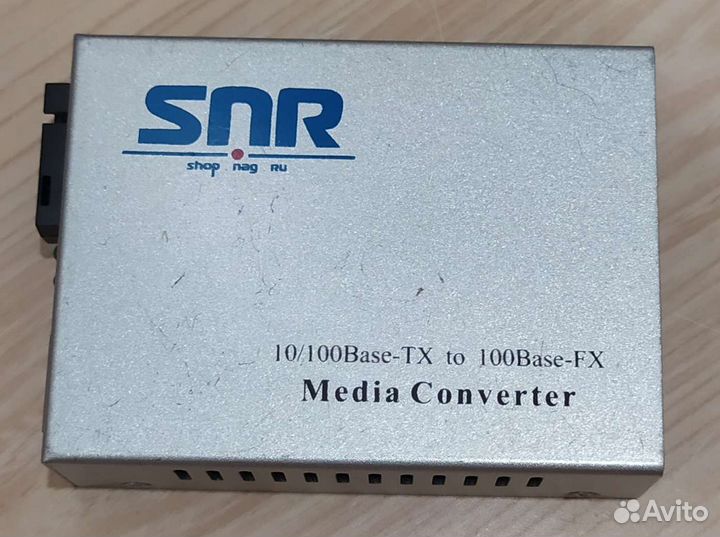 SNR
shop nag ru
10/100Base-TX to 100Base-FX
Media Converter
Avito